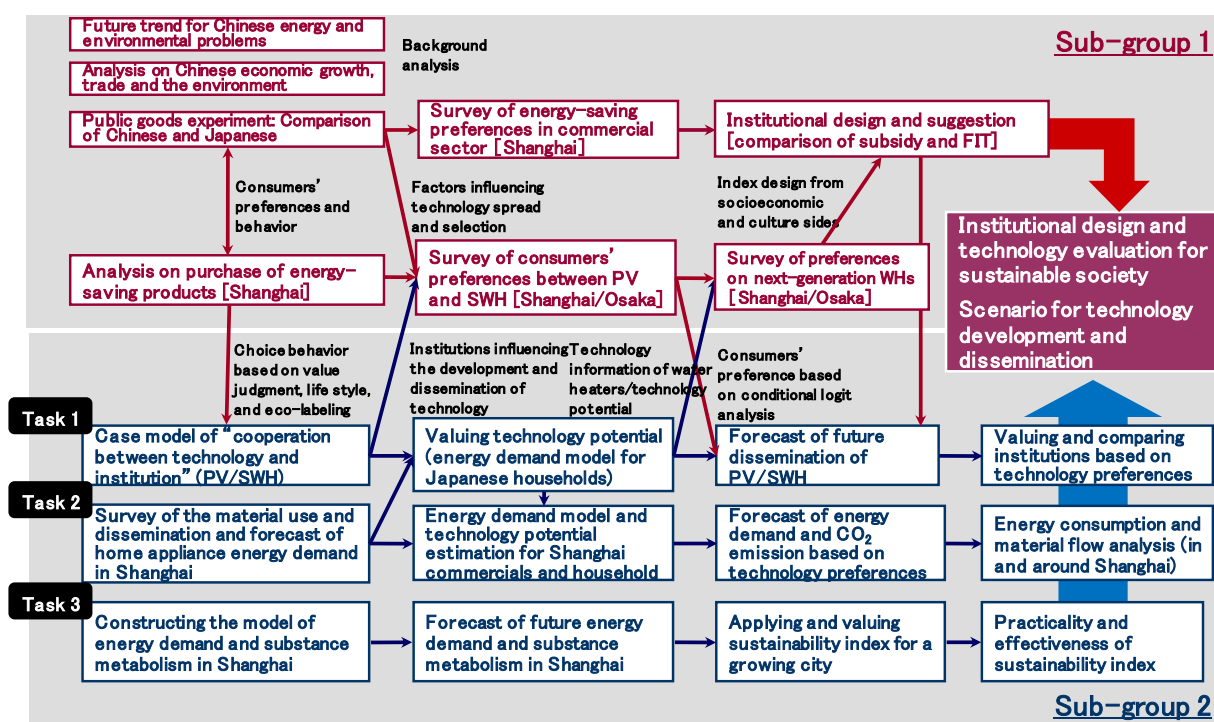 Future trend for Chinese energy and
environmental problems
Background
analysis
Sub-group 1
Analysis on Chinese economic growth,
trade and the environment
Public goods experiment: Comparison
of Chinese and Japanese
Survey of energy-saving
preferences in commercial
sector [Shanghai]
Institutional design and suggestion
[comparison of subsidy and FIT]
Consumers'
preferences and
behavior
Factors influencing
technology spread
and selection
Index design from
socioeconomic
and culture sides
Analysis on purchase of energy-
saving products [Shanghai]
Survey of consumers'
preferences between PV
and SWH [Shanghai/Osaka]
Survey of preferences
on next-generation WHs
[Shanghai/Osaka]
Institutional design and
technology evaluation for
sustainable society
Scenario for technology
development and
dissemination
Choice behavior
based on value
judgment, life style,
and eco-labeling
Institutions influencing
the development and
dissemination of
technology
Technology
information of water
heaters/technology
potential
Consumers'
preference based
on conditional logit
analysis
Task 1
Case model of "cooperation
between technology and
institution" (PV/SWH)
Valuing technology potential
(energy demand model for
Japanese households)
Forecast of future
dissemination of
PV/SWH
Valuing and comparing
institutions based on
technology preferences
Task 2
Survey of the material use and
dissemination and forecast of
home appliance energy demand
in Shanghai
Energy demand model and
technology potential
estimation for Shanghai
commercials and household
Forecast of energy
demand and CO2
emission based on
technology preferences
Energy consumption and
material flow analysis (in
and around Shanghai)
Task 3
Constructing the model of
energy demand and substance
metabolism in Shanghai
Forecast of future energy
demand and substance
metabolism in Shanghai
Applying and valuing
sustainability index for a
growing city
Practicality and
effectiveness of
sustainability index
Sub-group 2